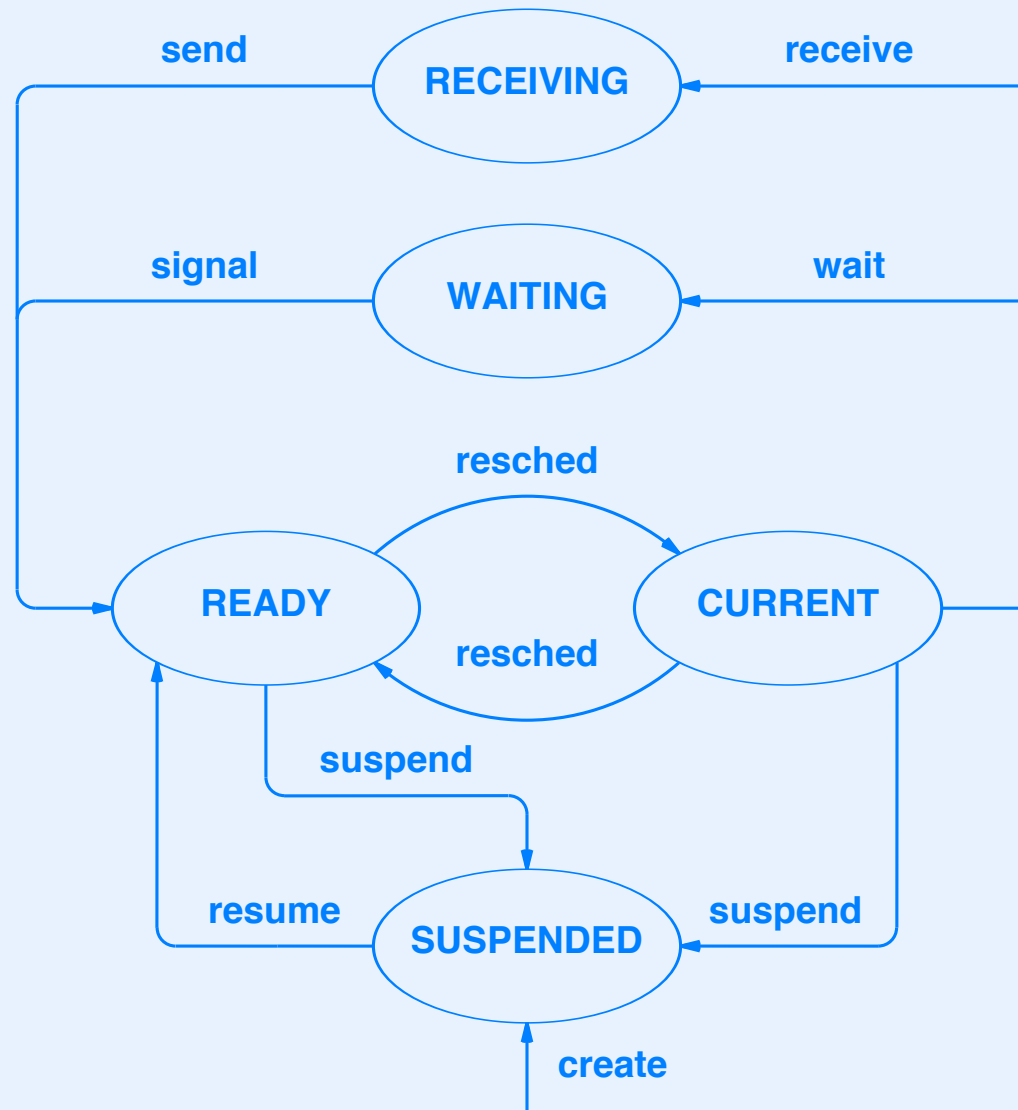 send
receive
RECEIVING
signal
wait
WAITING
resched
READY
CURRENT
resched
suspend
resume
suspend
SUSPENDED
create